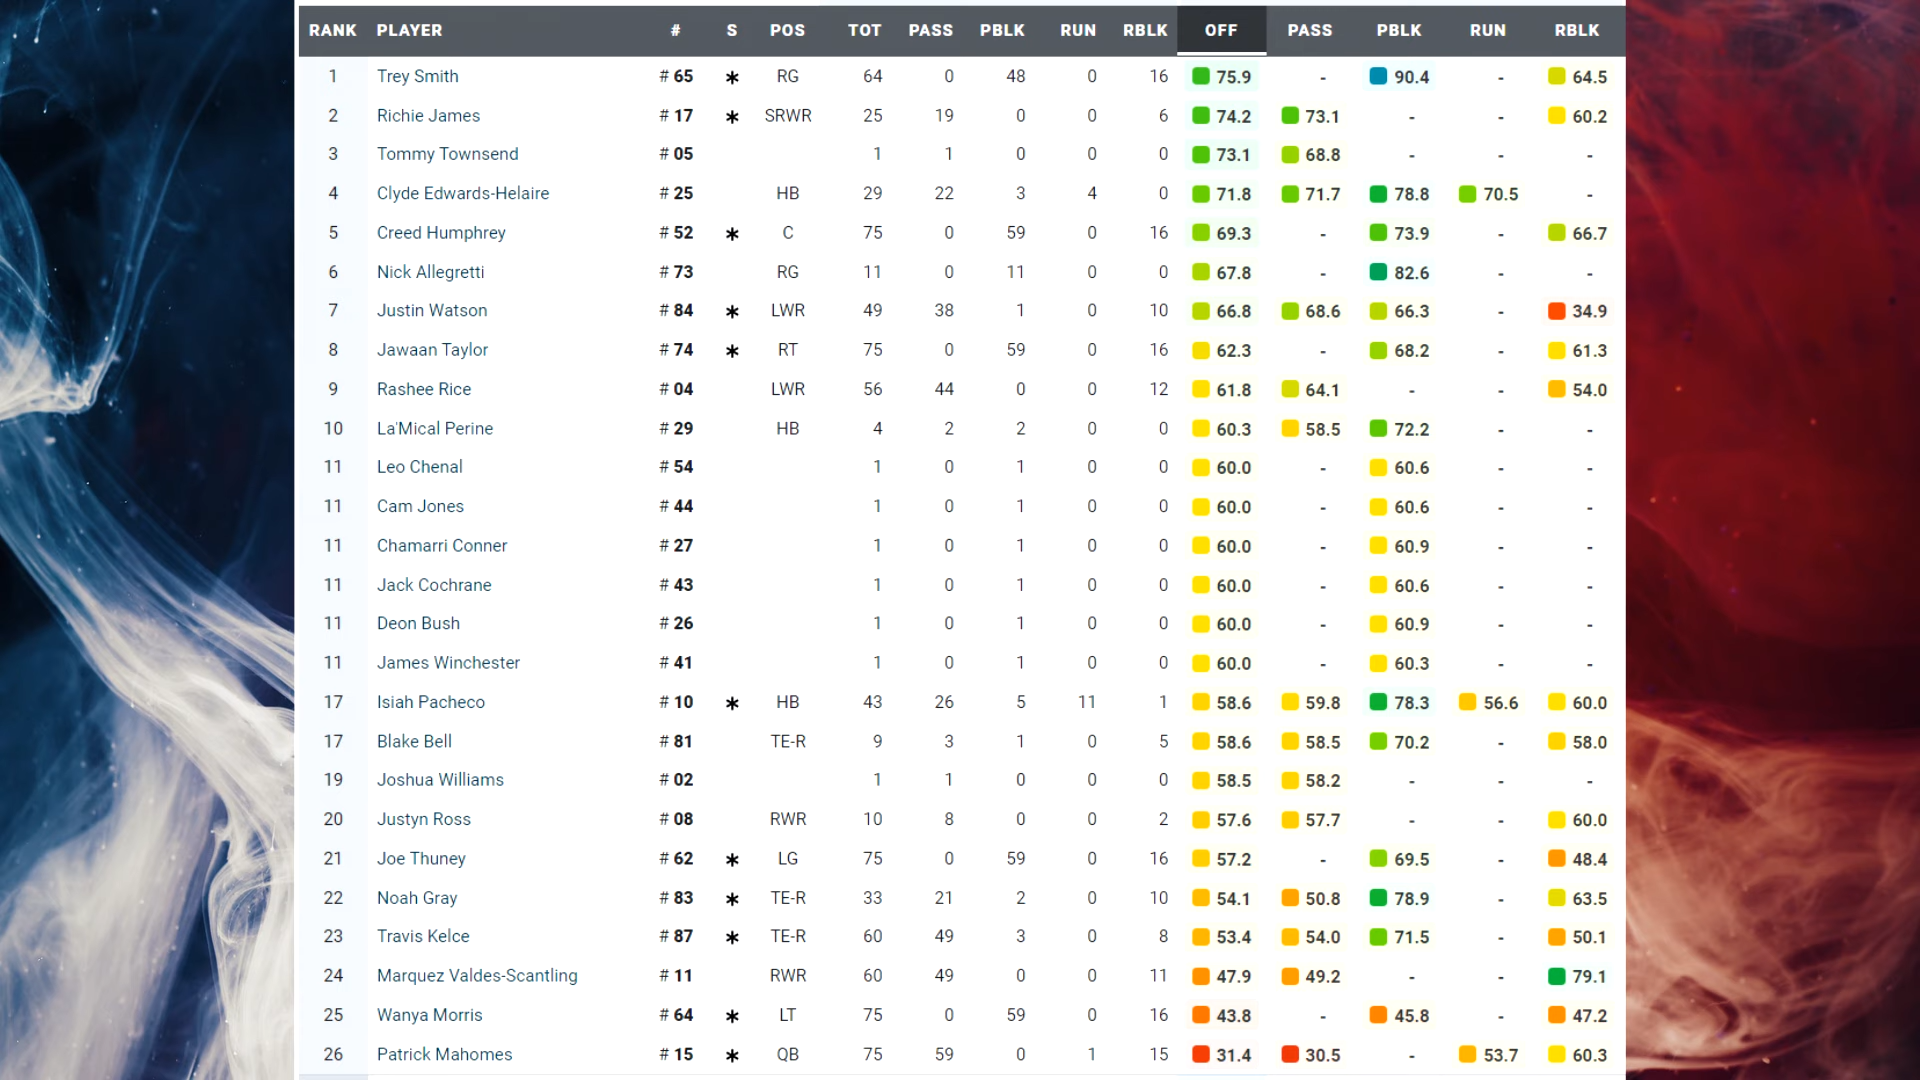 RANK PLAYER # S POS TOT PASS PBLK RUN RBLK OFF PASS PBLK RUN RBLK
1 Trey Smith # 65 * RG 64 0 48 0 16 75.9 - 90.4 - 64.5
2 Richie James # 17 * SRWR 25 19 0 0 6 74.2 73.1 - - 60.2
3 Tommy Townsend # 05 1 1 0 0 0 73.1 68.8 - - -
4 Clyde Edwards-Helaire # 25 HB 29 22 3 4 0 71.8 71.7 78.8 70.5 -
5 Creed Humphrey # 52 * C 75 0 59 0 16 69.3 - 73.9 - 66.7
6 Nick Allegretti # 73 RG 11 0 11 0 0 67.8 - 82.6 - -
7 Justin Watson # 84 * LWR 49 38 1 0 10 66.8 68.6 66.3 - 34.9
8 Jawaan Taylor # 74 * RT 75 0 59 0 16 62.3 - 68.2 - 61.3
9 Rashee Rice # 04 LWR 56 44 0 0 12 61.8 64.1 - - 54.0
10 La'Mical Perine # 29 HB 4 2 2 0 0 60.3 58.5 72.2 - -
11 Leo Chenal # 54 1 0 1 0 0 60.0 - 60.6 - -
11 Cam Jones # 44 1 0 1 0 0 60.0 - 60.6 - -
11 Chamarri Conner # 27 1 0 1 0 0 60.0 - 60.9 - -
11 Jack Cochrane # 43 1 0 1 0 0 60.0 - 60.6 - -
11 Deon Bush # 26 1 0 1 0 0 60.0 - 60.9 - -
11 James Winchester # 41 1 0 1 0 0 60.0 - 60.3 - -
17 Isiah Pacheco # 10 * HB 43 26 5 11 1 58.6 59.8 78.3 56.6 60.0
17 Blake Bell # 81 TE-R 9 3 1 0 5 58.6 58.5 70.2 - 58.0
19 Joshua Williams # 02 1 1 0 0 0 58.5 58.2 - - -
20 Justyn Ross # 08 RWR 10 8 0 0 2 57.6 57.7 - - 60.0
21 Joe Thuney # 62 * LG 75 0 59 0 16 57.2 - 69.5 - 48.4
22 Noah Gray # 83 * TE-R 33 21 2 0 10 54.1 50.8 78.9 - 63.5
23 Travis Kelce # 87 * TE-R 60 49 3 0 8 53.4 54.0 71.5 - 50.1
24 Marquez Valdes-Scantling # 11 RWR 60 49 0 0 11 47.9 49.2 - - 79.1
25 Wanya Morris # 64 * LT 75 0 59 0 16 43.8 - 45.8 - 47.2
26 Patrick Mahomes # 15 * QB 75 59 0 1 15 31.4 30.5 - 53.7 60.3